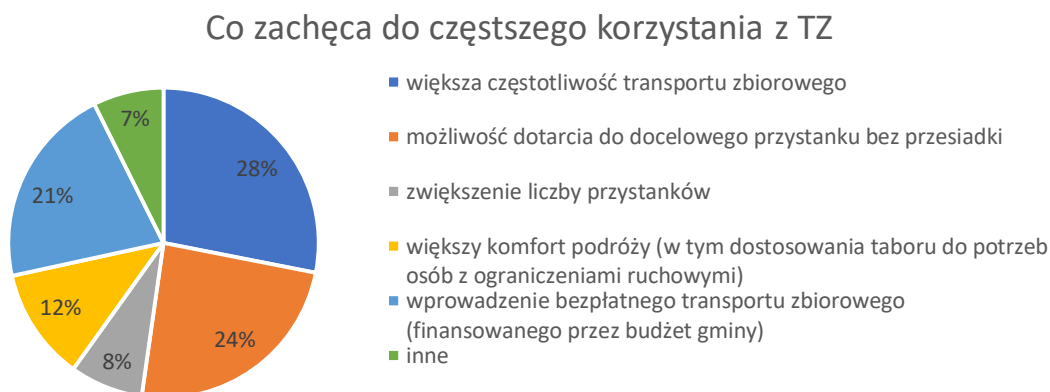 Co zachęca do częstszego korzystania z TZ
7%
28%
21%
12%
8%
24%
większa częstotliwość transportu zbiorowego
możliwość dotarcia do docelowego przystanku bez przesiadki
zwiększenie liczby przystanków
większy komfort podróży (w tym dostosowania taboru do potrzeb
osób z ograniczeniami ruchowymi)
wprowadzenie bezpłatnego transportu zbiorowego
(finansowanego przez budżet gminy)
inne